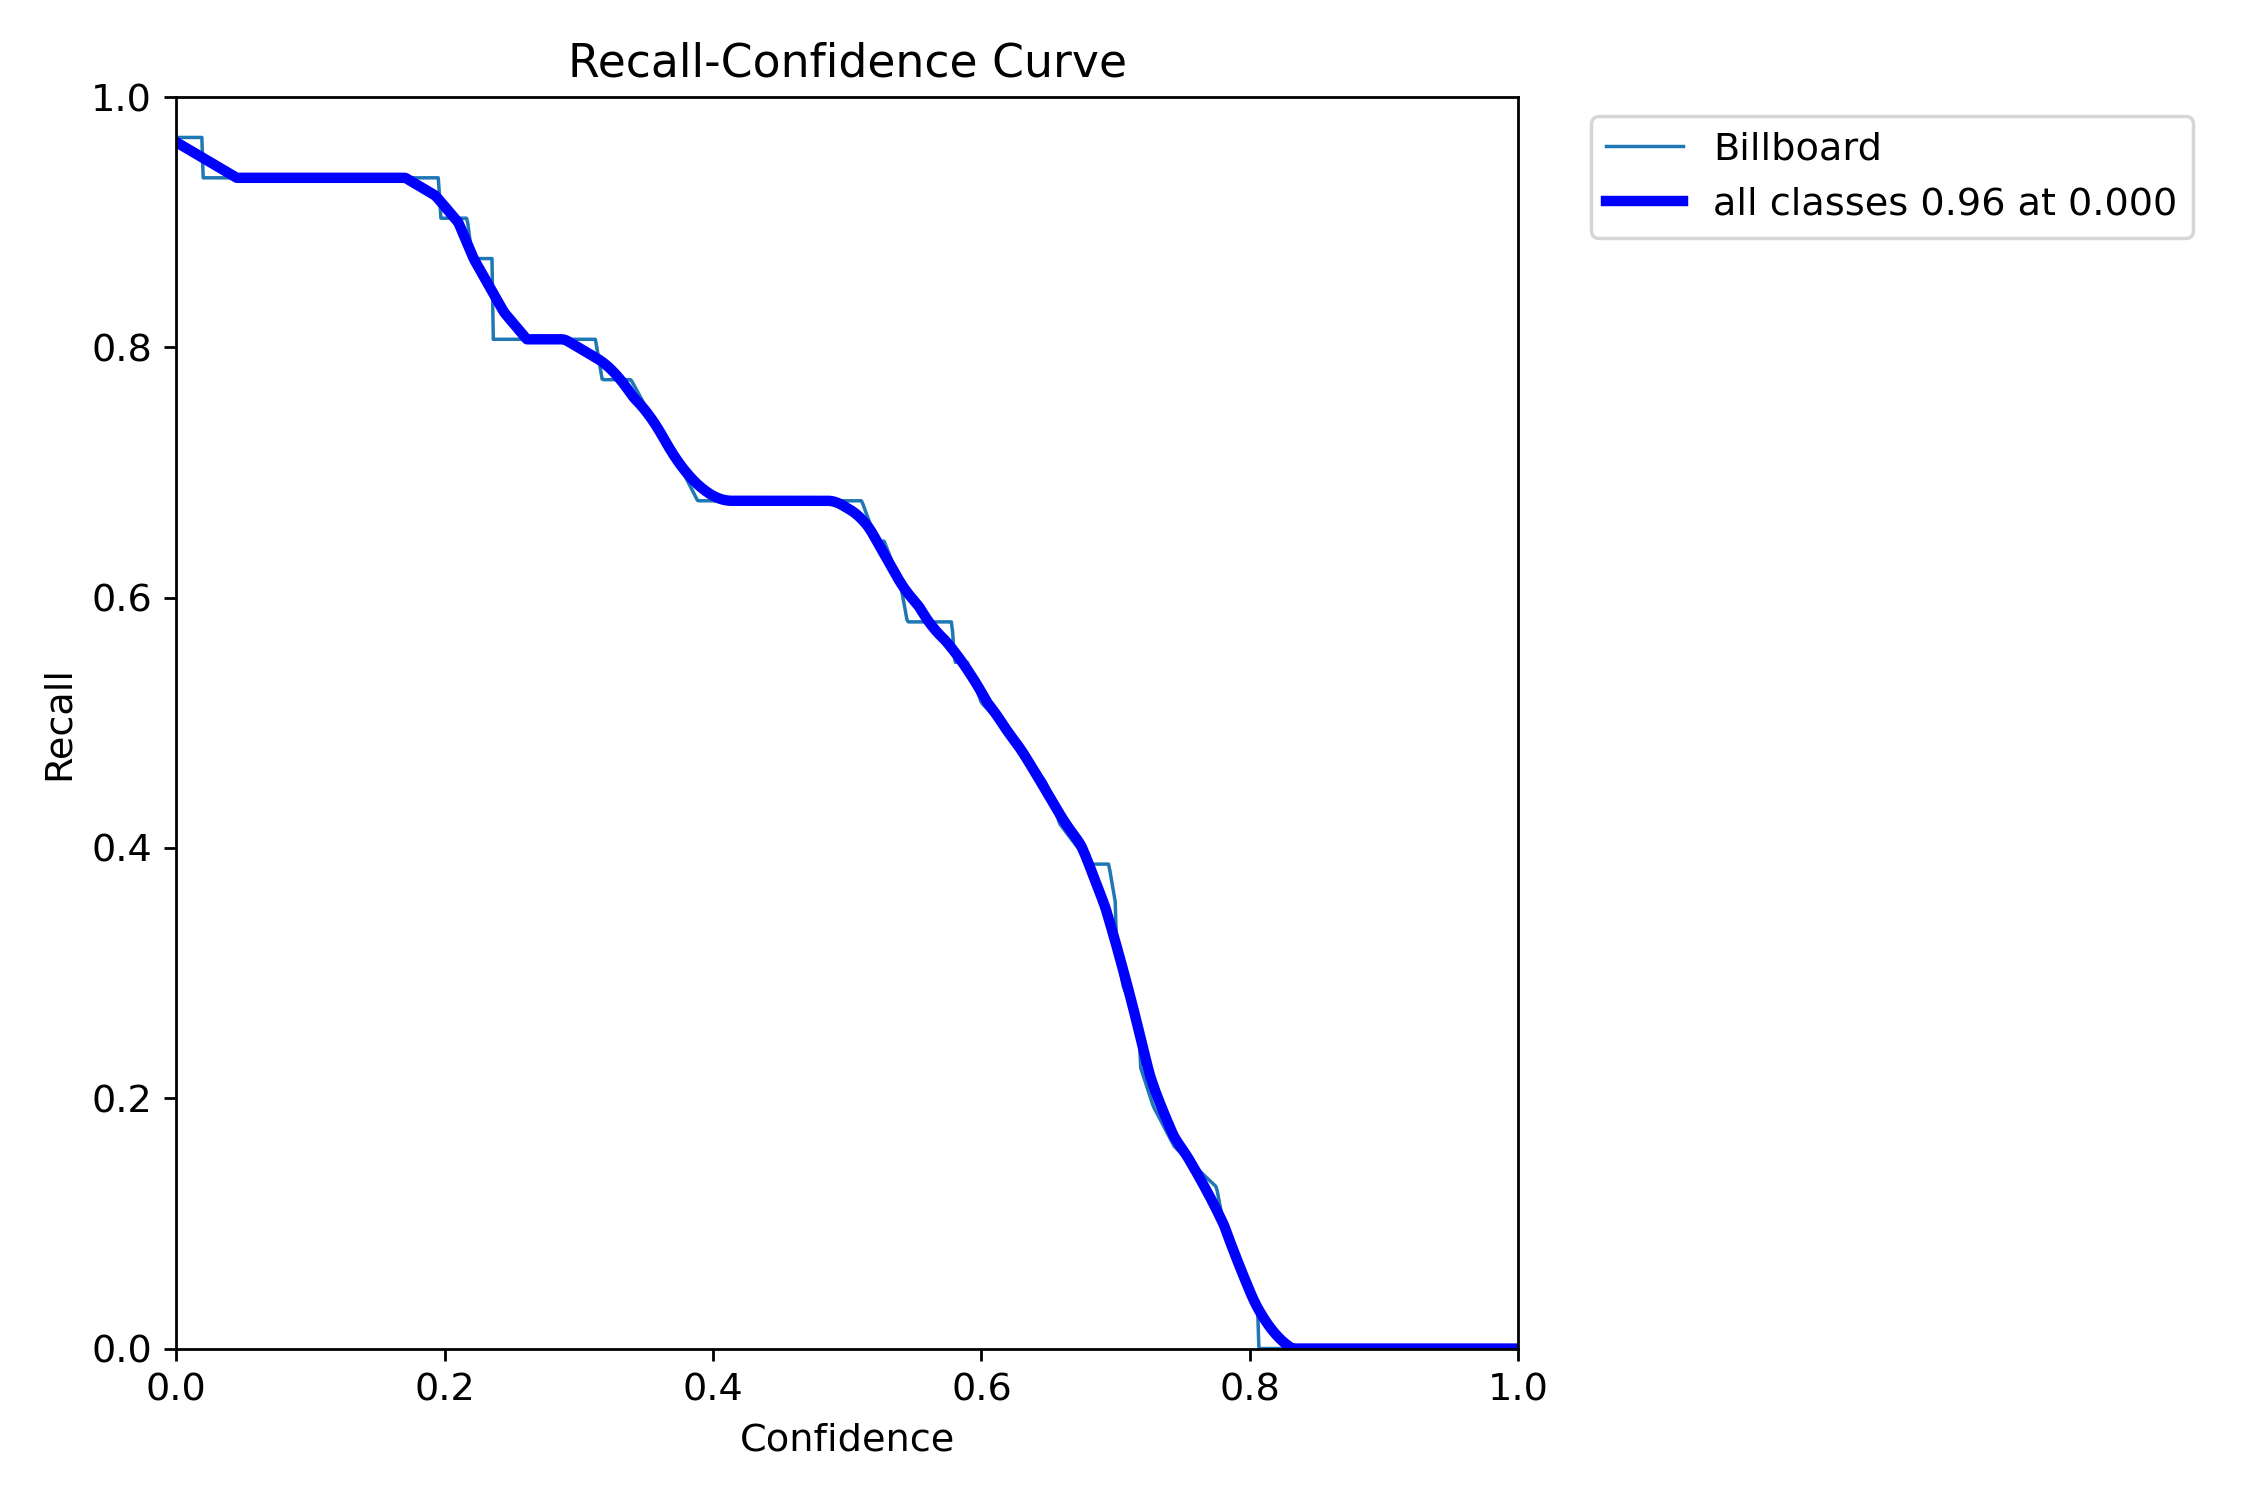 Recall-Confidence Curve
1.0
0.8
0.6
0.4
0.2
0.0
Recall
0.0 0.2 0.4 0.6 0.8 1.0
Confidence
Billboard
all classes 0.96 at 0.000